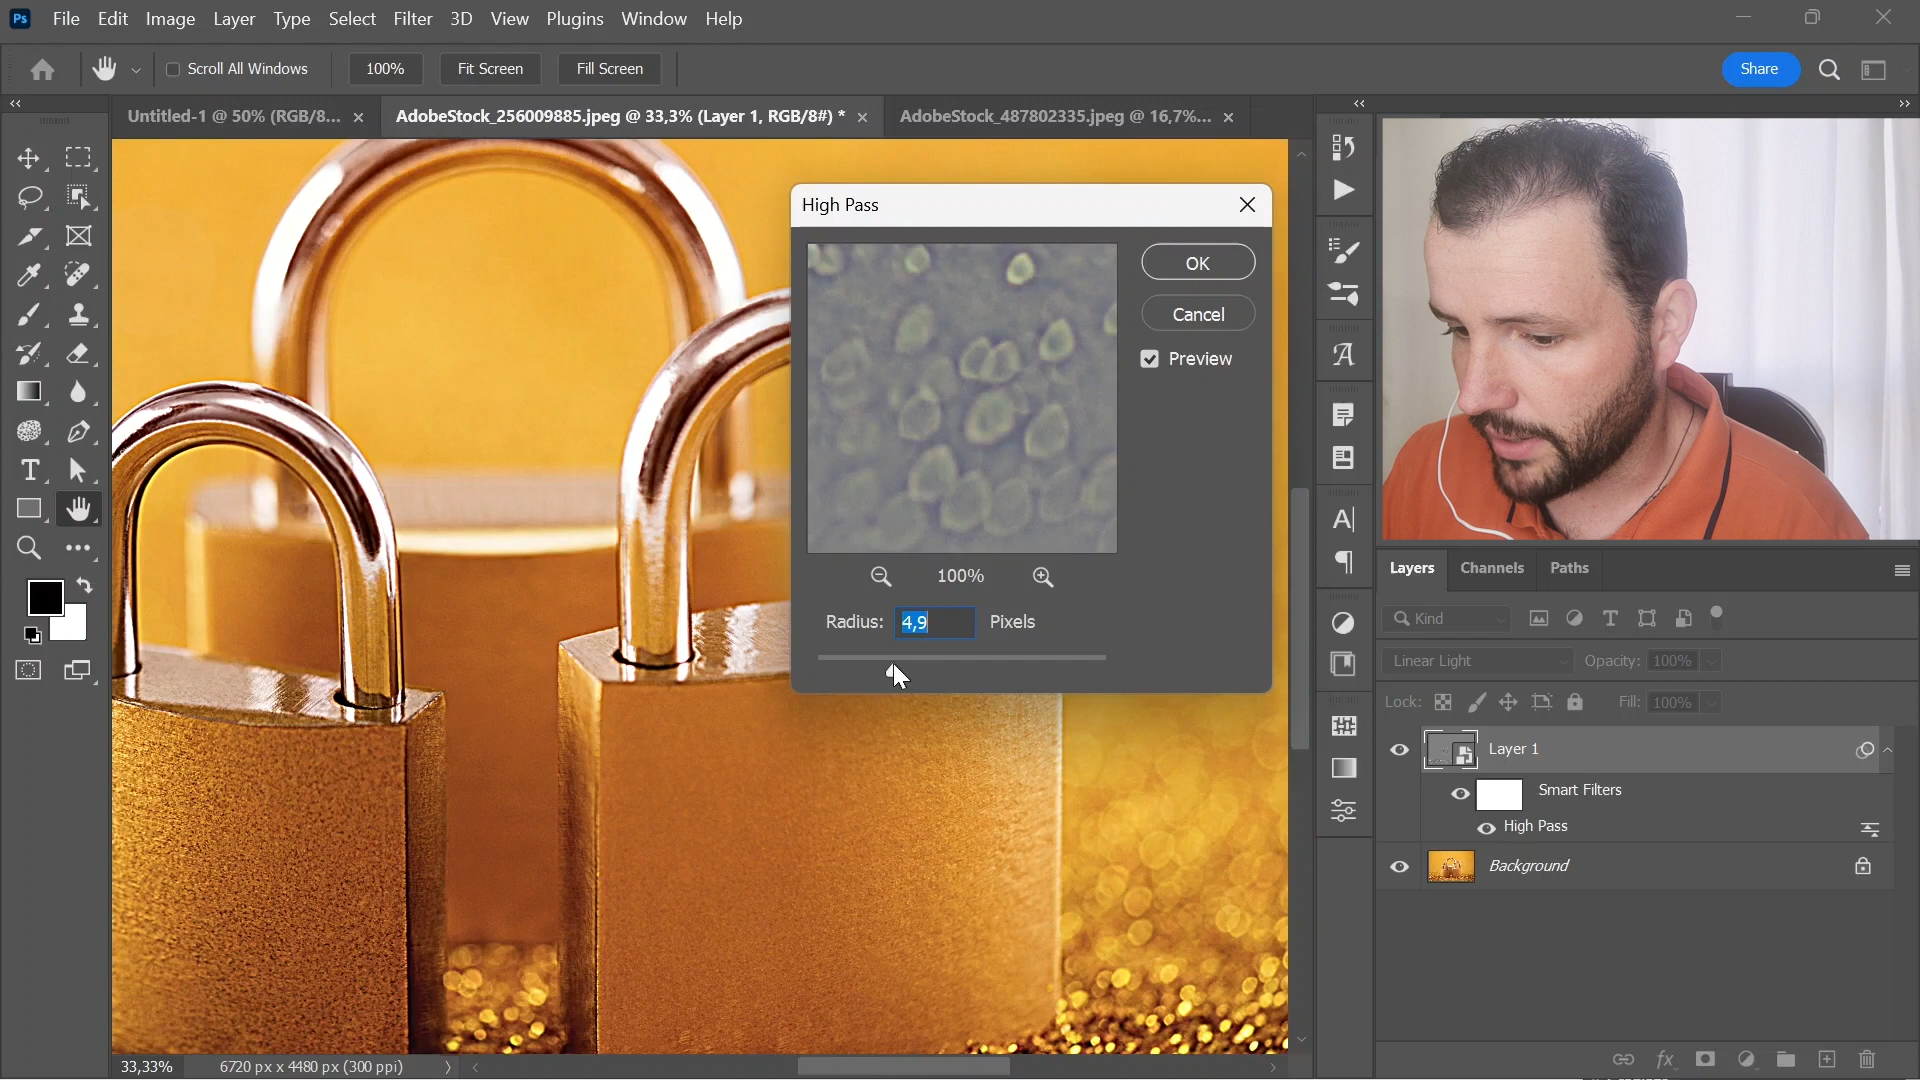 Ps File Edit Image Layer Type Select Filter 3D View Plugins Window Help
Scroll All Windows 100% Fit Screen Fill Screen Share
Untitled-1 @ 50% (RGB/8... AdobeStock_256009885.jpeg @ 33,3% (Layer 1, RGB/8#) * AdobeStock_487802335.jpeg @ 16,7%...
High Pass
OK
Cancel
Preview
100%
Radius: 4,9 Pixels
Layers Channels Paths
Kind
Linear Light Opacity: 100%
Lock: Fill: 100%
Layer 1
Smart Filters
High Pass
Background
33,33% 6720 px x 4480 px (300 ppi)